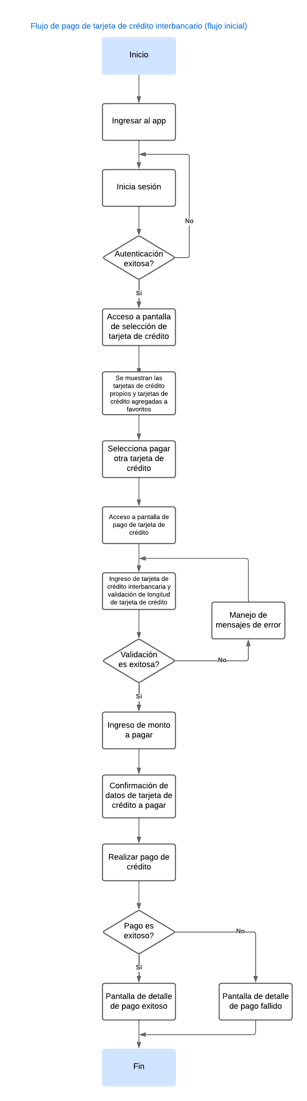 Flujo de pago de tarjeta de crédito interbancario (flujo inicial)
Inicio
Ingresar al app
Inicia sesión
No
Autenticación
exitosa?
Sí
Acceso a pantalla
de selección de
tarjeta de crédito
Se muestran las
tarjetas de crédito
propios y tarjetas de
crédito agregadas a
favoritos
Selecciona pagar
otra tarjeta de
crédito
Acceso a pantalla de
pago de tarjeta de
crédito
Ingreso de tarjeta de
crédito interbancaria y
validación de longitud
de tarjeta de crédito
Manejo de
mensajes de error
Validación
es exitosa?
No
Sí
Ingreso de monto
a pagar
Confirmación de
datos de tarjeta de
crédito a pagar
Realizar pago de
crédito
Pago es
exitoso?
No
Sí
Pantalla de detalle
de pago exitoso
Pantalla de detalle
de pago fallido
Fin